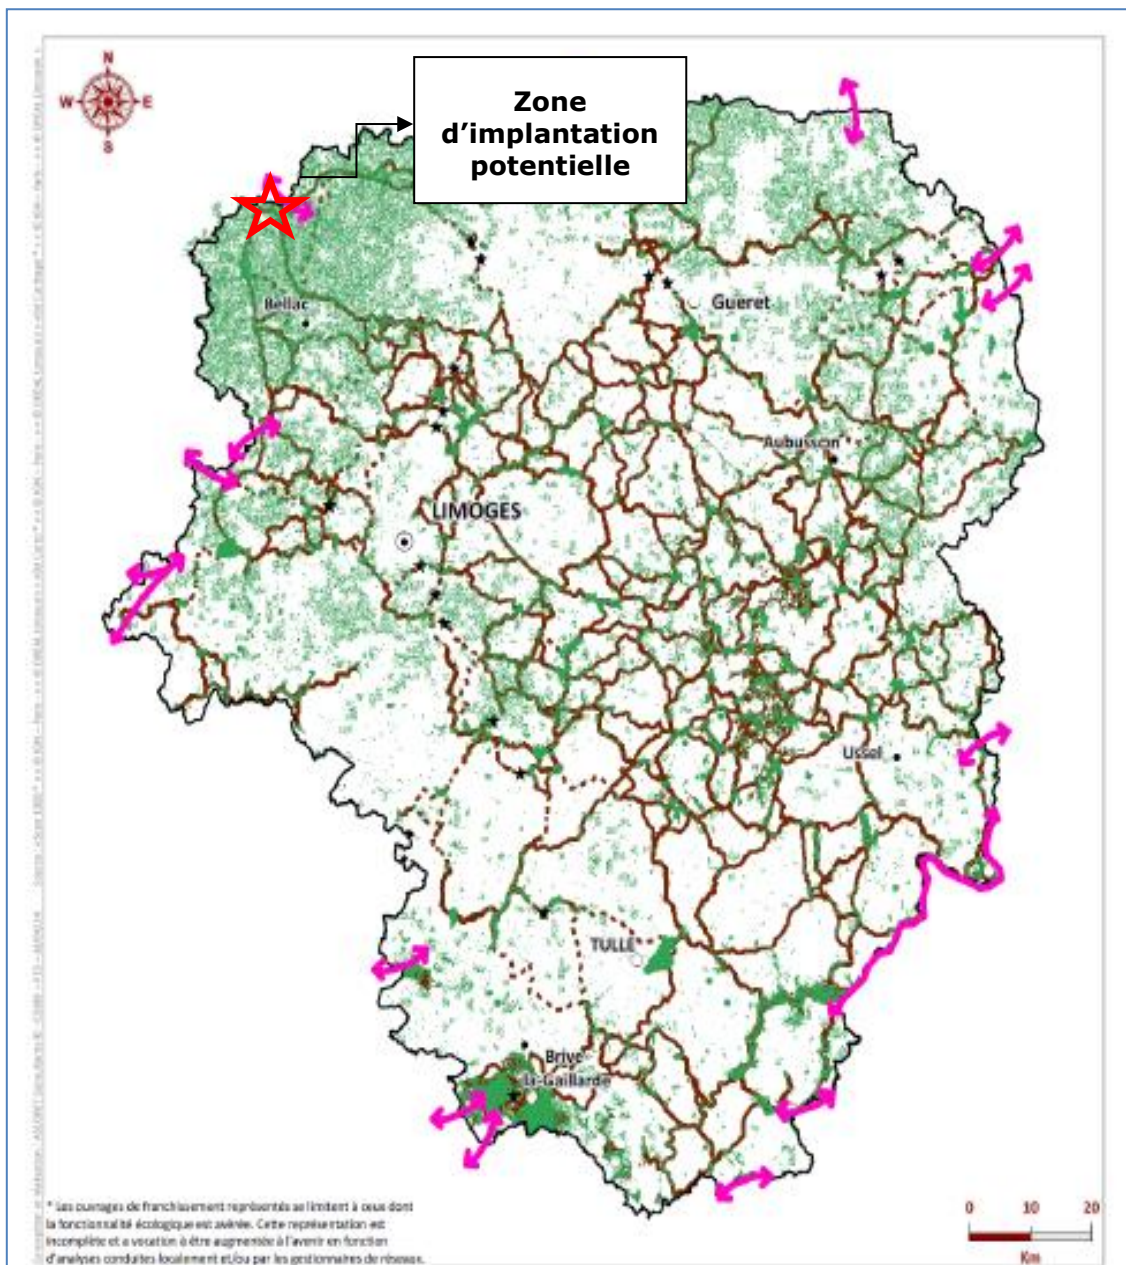 N
W
E
S
Zone
d'implantation
potentielle
Bellac
Gueret
Aubusson
LIMOGES
Ussel
TULLE
Brive
la-Gaillarde
* Les ouvrages de franchissement représentés se limitent à ceux dont
la fonctionnalité écologique est avérée. Cette représentation est
incomplète et a vocation à être augmentée à l'avenir en fonction
d'analyses conduites localement et/ou par les gestionnaires de réseaux.
0 10 20
Km